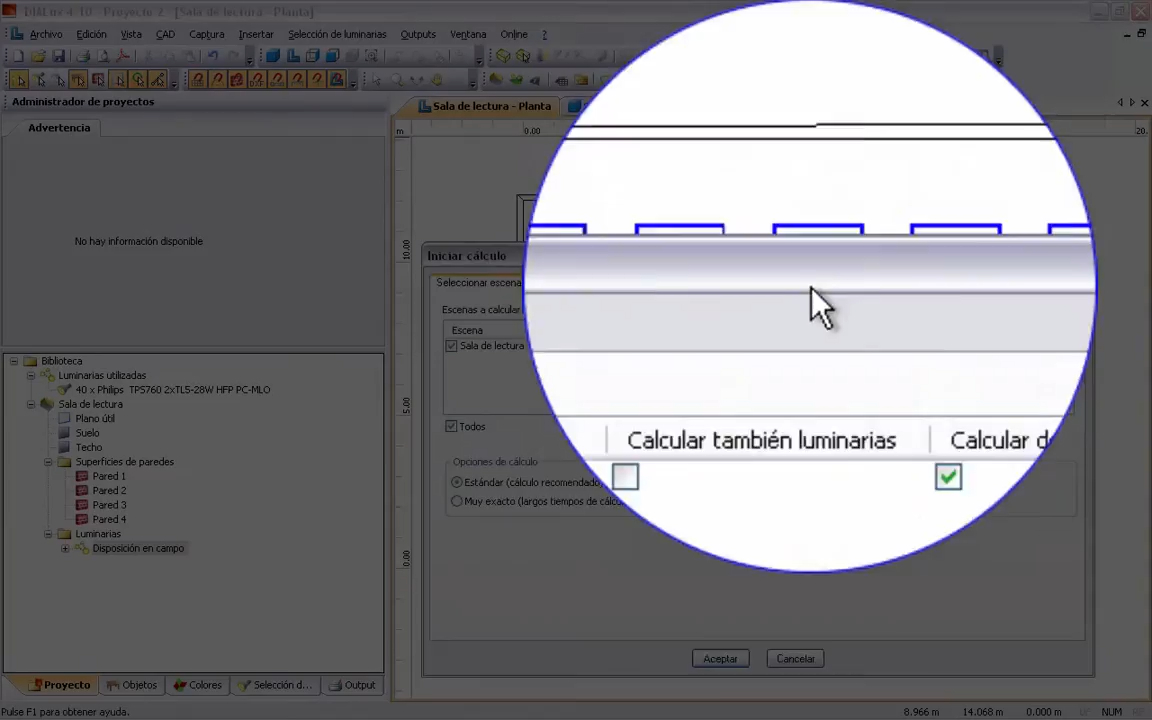 DIALux 4.10 - Proyecto 2 - [Sala de lectura - Planta]
Archivo Edición Vista CAD Captura Insertar Selección de luminarias Outputs Ventana Online ?
Administrador de proyectos
Advertencia
No hay información disponible
Biblioteca
Luminarias utilizadas
40 x Philips TPS760 2xTL5-28W HFP PC-MLO
Sala de lectura
Plano útil
Suelo
Techo
Superficies de paredes
Pared 1
Pared 2
Pared 3
Pared 4
Luminarias
Disposición en campo
Proyecto Objetos Colores Selección d... Output
Pulse F1 para obtener ayuda.
Sala de lectura - Planta
m 0.00 20.
10.00
5.00
0.00
Iniciar cálculo
Seleccionar escena
Escenas a calcular
Escena
Sala de lectura
Calcular también luminarias Calcular d
Todos
Opciones de cálculo
Estándar (cálculo recomendado)
Muy exacto (largos tiempos de cálcu
Aceptar Cancelar
8.966 m 14.068 m 0.000 m NUM